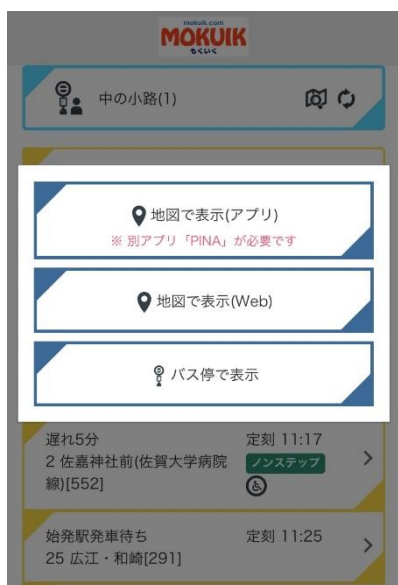 mokuik.com
MOKUIK
もくいく
中の小路(1)
地図で表示(アプリ)
※ 別アプリ「PINA」が必要です
地図で表示(Web)
バス停で表示
遅れ5分
定刻 11:17
2 佐嘉神社前(佐賀大学病院
ノンステップ
線)[552]
始発駅発車待ち
定刻 11:25
25 広江・和崎[291]